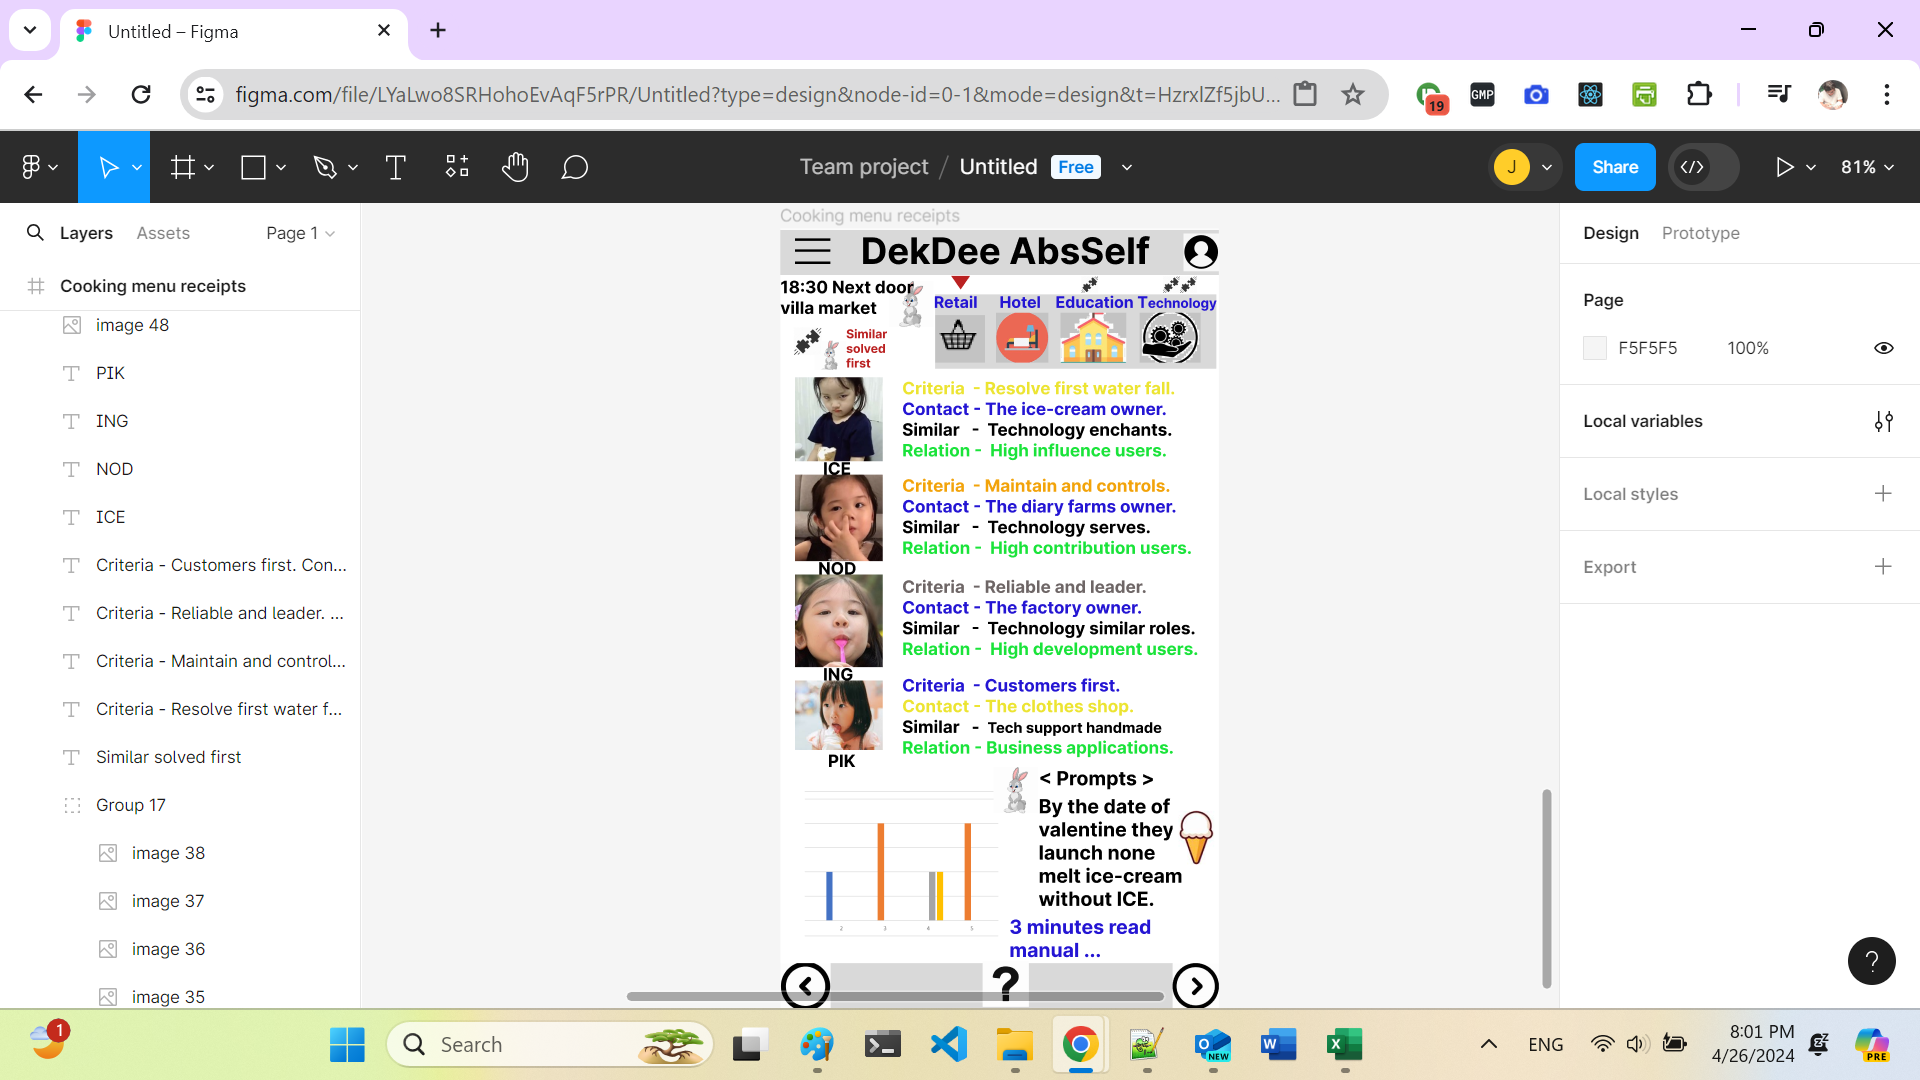 Untitled – Figma
figma.com/file/LYaLwo8SRHohoEvAqF5rPR/Untitled?type=design&node-id=0-1&mode=design&t=HzrxlZf5jbU...
19
GMP
Team project / Untitled Free
J
Share
81%
Layers Assets Page 1
Cooking menu receipts
image 48
PIK
ING
NOD
ICE
Criteria - Customers first. Con...
Criteria - Reliable and leader. ...
Criteria - Maintain and control...
Criteria - Resolve first water f...
Similar solved first
Group 17
image 38
image 37
image 36
image 35
Cooking menu receipts
DekDee AbsSelf
18:30 Next door
villa market
Similar
solved
first
Retail Hotel Education Technology
Criteria - Resolve first water fall.
Contact - The ice-cream owner.
Similar - Technology enchants.
Relation - High influence users.
ICE
Criteria - Maintain and controls.
Contact - The diary farms owner.
Similar - Technology serves.
Relation - High contribution users.
NOD
Criteria - Reliable and leader.
Contact - The factory owner.
Similar - Technology similar roles.
Relation - High development users.
ING
Criteria - Customers first.
Contact - The clothes shop.
Similar - Tech support handmade
Relation - Business applications.
PIK
< Prompts >
By the date of
valentine they
launch none
melt ice-cream
without ICE.
3 minutes read
manual ...
2 3 4 5
?
Design Prototype
Page
F5F5F5 100%
Local variables
Local styles
Export
?
1
Search
NEW
ENG
8:01 PM
4/26/2024
PRE